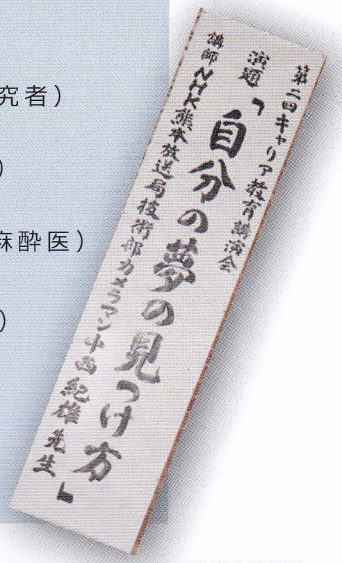 究者）
）
麻酔医）
）
第二回キャリア教育講演会
演題「自分の夢の見つけ方」
講師NHK熊本放送局技術部カメラマン中西紀雄先生